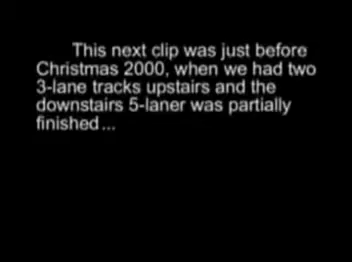 This next clip was just before
Christmas 2000, when we had two
3-lane tracks upstairs and the
downstairs 5-laner was partially
finished...